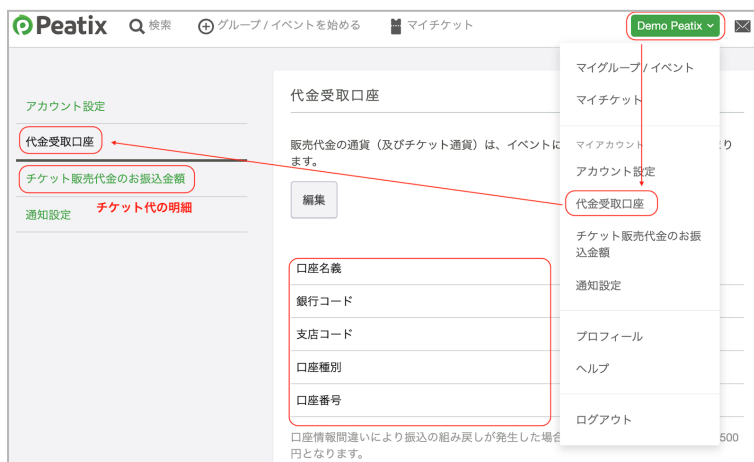 Peatix
検索
グループ / イベントを始める
マイチケット
Demo Peatix
マイグループ / イベント
マイチケット
マイアカウント
アカウント設定
代金受取口座
チケット販売代金のお振
込金額
通知設定
プロフィール
ヘルプ
ログアウト
アカウント設定
代金受取口座
チケット販売代金のお振込金額
通知設定
チケット代の明細
代金受取口座
販売代金の通貨（及びチケット通貨）は、イベントに
り
ます。
編集
口座名義
銀行コード
支店コード
口座種別
口座番号
口座情報間違いにより振込の組み戻しが発生した場合
500
円となります。